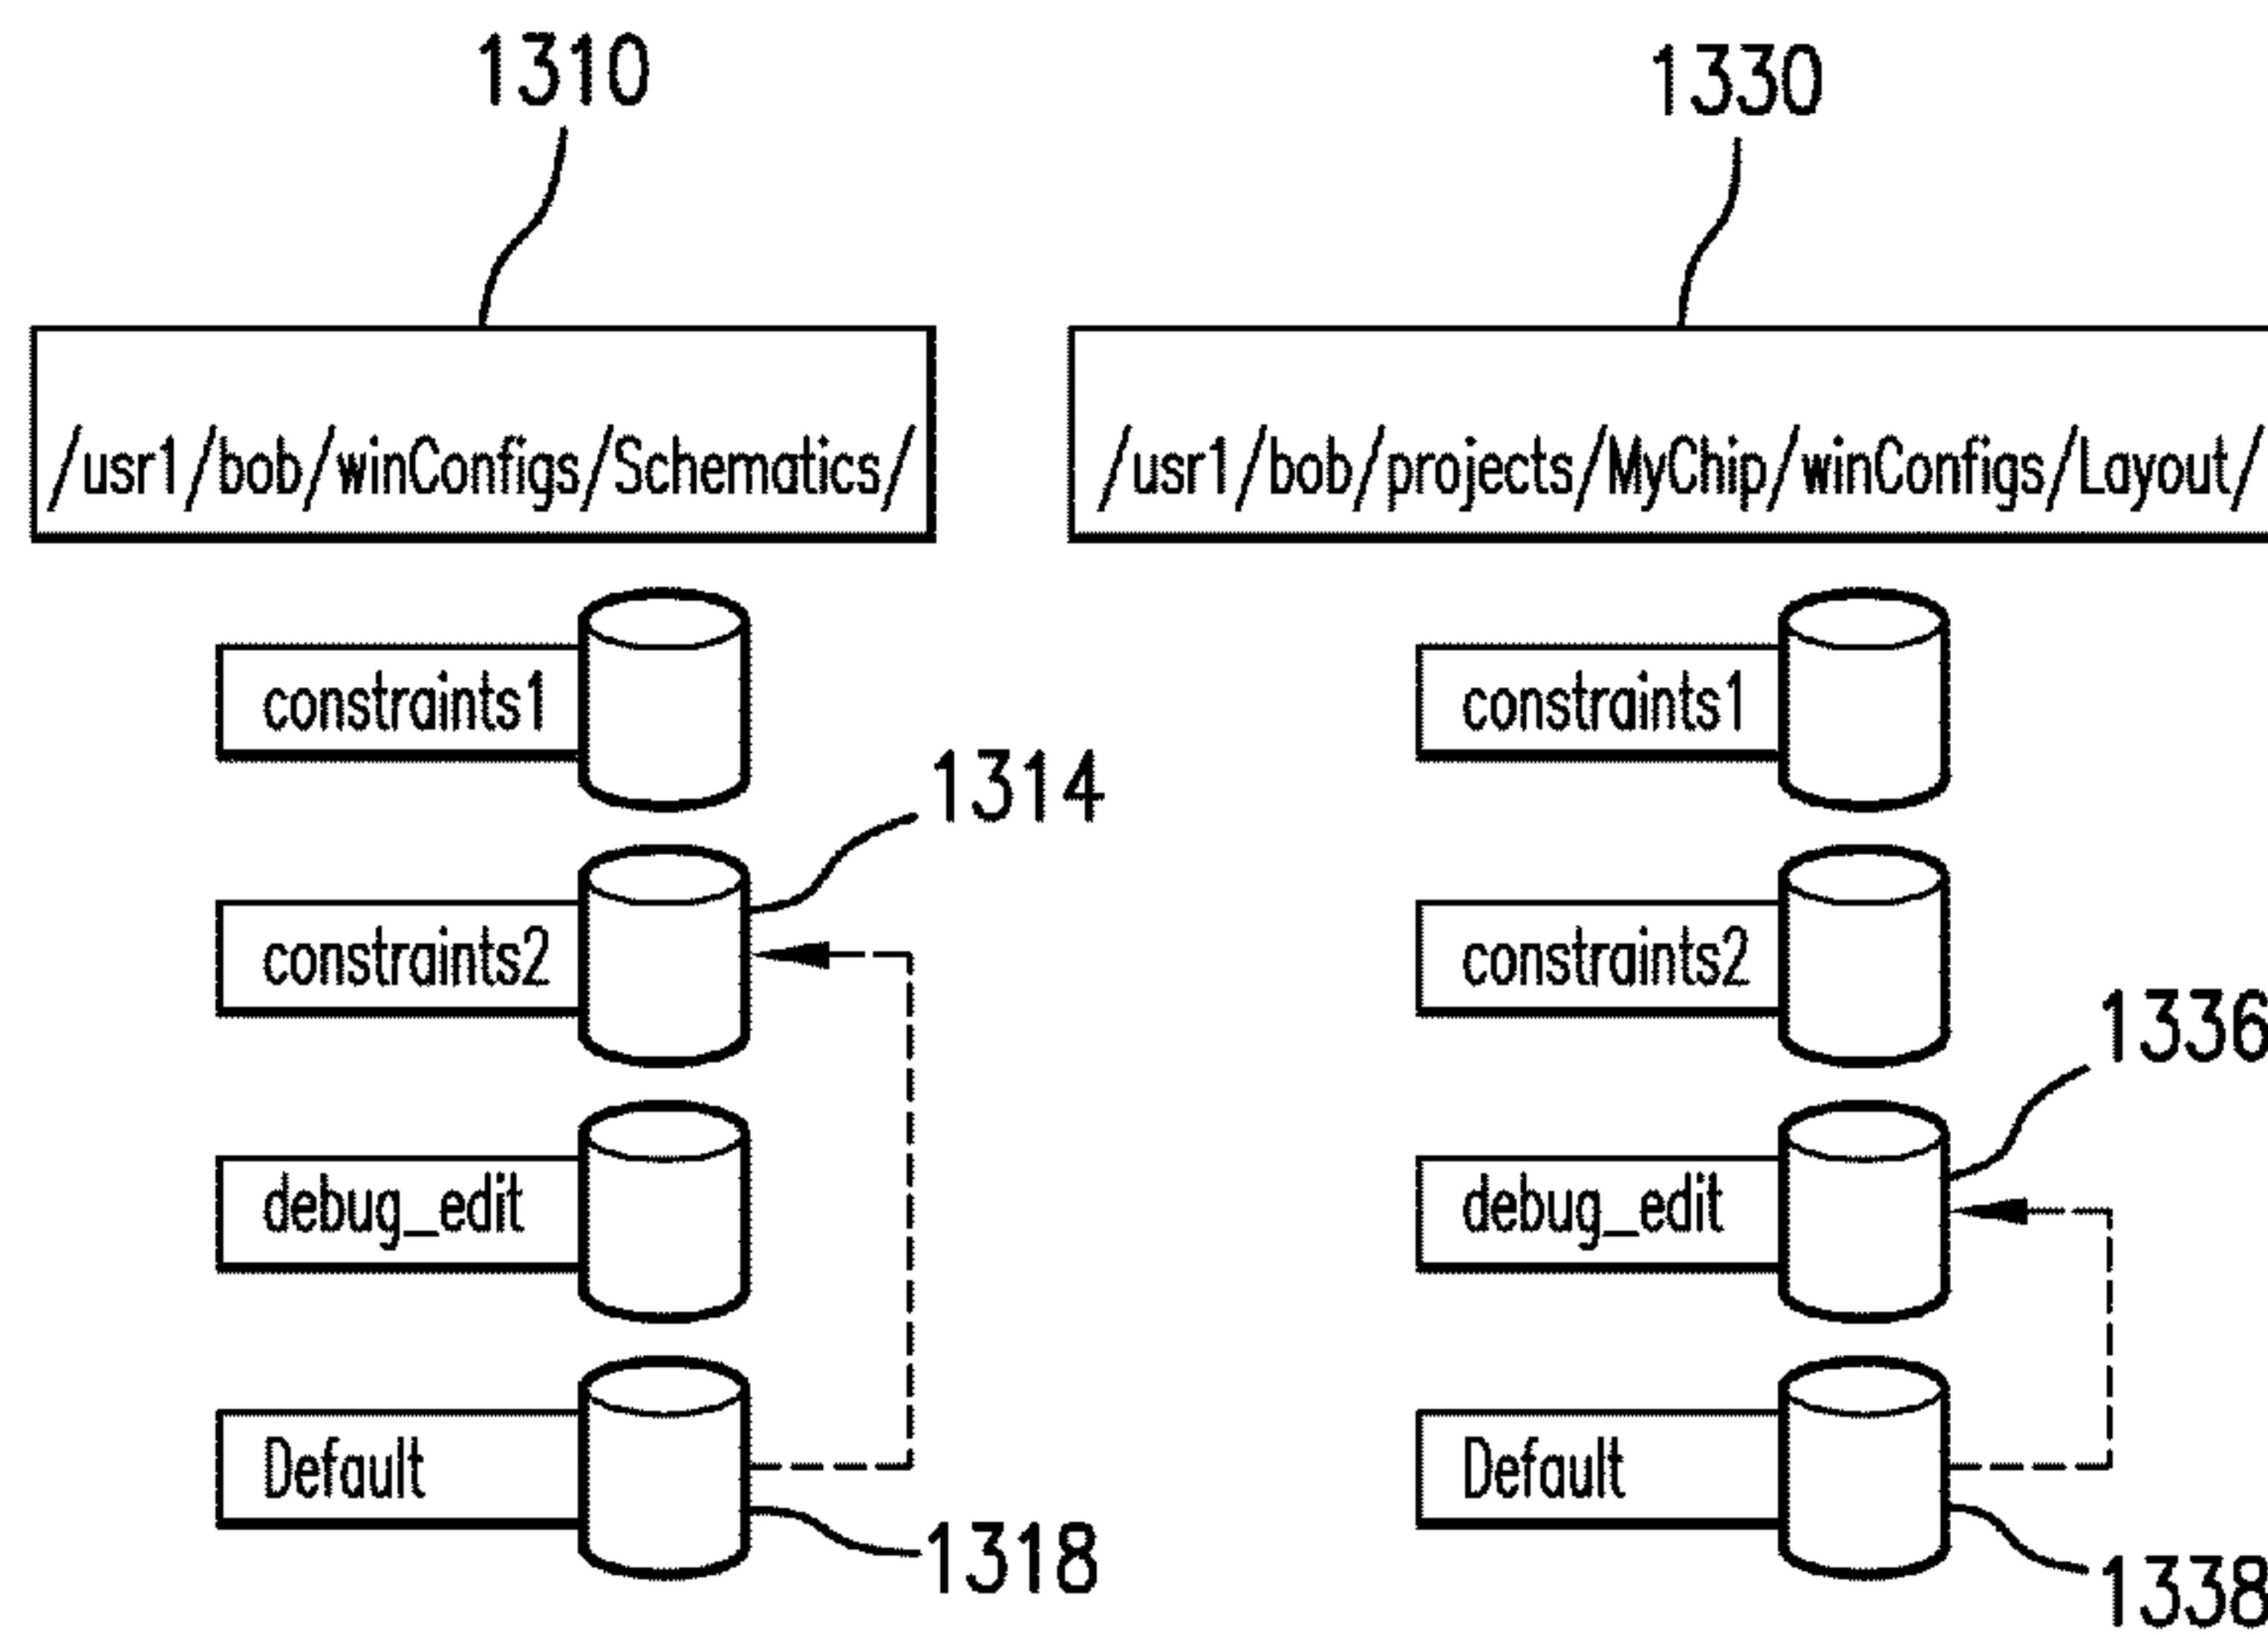 1310
1330
/usr1/bob/winConfigs/Schematics/
/usr1/bob/projects/MyChip/winConfigs/Layout/
constraints1
1314
constraints2
debug_edit
Default
1318
constraints1
constraints2
1336
debug_edit
Default
1338